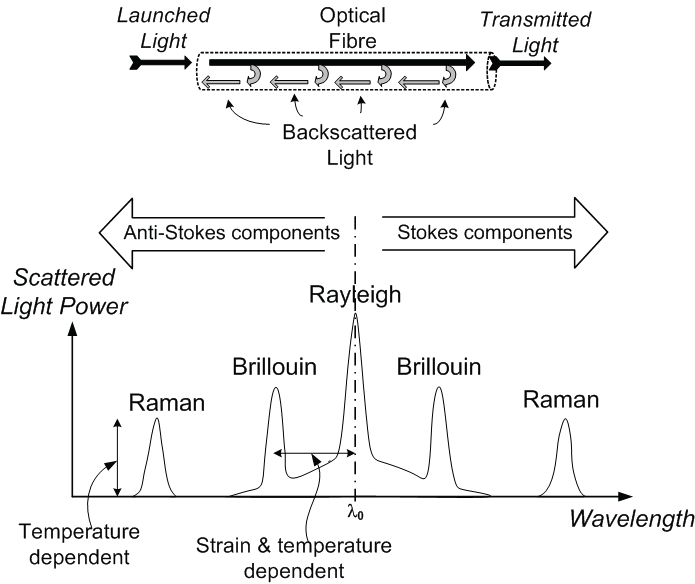 Launched
Light
Optical
Fibre
Transmitted
Light
Backscattered
Light
Anti-Stokes components
Stokes components
Scattered
Light Power
Rayleigh
Brillouin
Brillouin
Raman
Raman
λ₀
Wavelength
Temperature
dependent
Strain & temperature
dependent